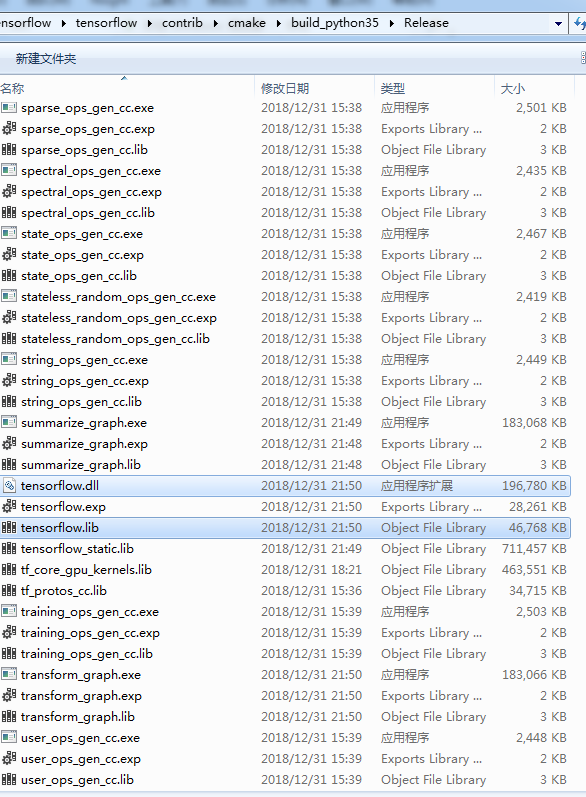 ensorflow tensorflow contrib cmake build_python35 Release
新建文件夹
名称 修改日期 类型 大小
sparse_ops_gen_cc.exe 2018/12/31 15:38 应用程序 2,501 KB
sparse_ops_gen_cc.exp 2018/12/31 15:38 Exports Library ... 2 KB
sparse_ops_gen_cc.lib 2018/12/31 15:38 Object File Library 3 KB
spectral_ops_gen_cc.exe 2018/12/31 15:38 应用程序 2,435 KB
spectral_ops_gen_cc.exp 2018/12/31 15:38 Exports Library ... 2 KB
spectral_ops_gen_cc.lib 2018/12/31 15:38 Object File Library 3 KB
state_ops_gen_cc.exe 2018/12/31 15:38 应用程序 2,467 KB
state_ops_gen_cc.exp 2018/12/31 15:38 Exports Library ... 2 KB
state_ops_gen_cc.lib 2018/12/31 15:38 Object File Library 3 KB
stateless_random_ops_gen_cc.exe 2018/12/31 15:38 应用程序 2,419 KB
stateless_random_ops_gen_cc.exp 2018/12/31 15:38 Exports Library ... 2 KB
stateless_random_ops_gen_cc.lib 2018/12/31 15:38 Object File Library 3 KB
string_ops_gen_cc.exe 2018/12/31 15:38 应用程序 2,449 KB
string_ops_gen_cc.exp 2018/12/31 15:38 Exports Library ... 2 KB
string_ops_gen_cc.lib 2018/12/31 15:38 Object File Library 3 KB
summarize_graph.exe 2018/12/31 21:49 应用程序 183,068 KB
summarize_graph.exp 2018/12/31 21:48 Exports Library ... 2 KB
summarize_graph.lib 2018/12/31 21:48 Object File Library 3 KB
tensorflow.dll 2018/12/31 21:50 应用程序扩展 196,780 KB
tensorflow.exp 2018/12/31 21:50 Exports Library ... 28,261 KB
tensorflow.lib 2018/12/31 21:50 Object File Library 46,768 KB
tensorflow_static.lib 2018/12/31 21:49 Object File Library 711,457 KB
tf_core_gpu_kernels.lib 2018/12/31 18:21 Object File Library 463,551 KB
tf_protos_cc.lib 2018/12/31 15:36 Object File Library 34,715 KB
training_ops_gen_cc.exe 2018/12/31 15:39 应用程序 2,503 KB
training_ops_gen_cc.exp 2018/12/31 15:39 Exports Library ... 2 KB
training_ops_gen_cc.lib 2018/12/31 15:39 Object File Library 3 KB
transform_graph.exe 2018/12/31 21:50 应用程序 183,066 KB
transform_graph.exp 2018/12/31 21:50 Exports Library ... 2 KB
transform_graph.lib 2018/12/31 21:50 Object File Library 3 KB
user_ops_gen_cc.exe 2018/12/31 15:39 应用程序 2,448 KB
user_ops_gen_cc.exp 2018/12/31 15:39 Exports Library ... 2 KB
user_ops_gen_cc.lib 2018/12/31 15:39 Object File Library 3 KB